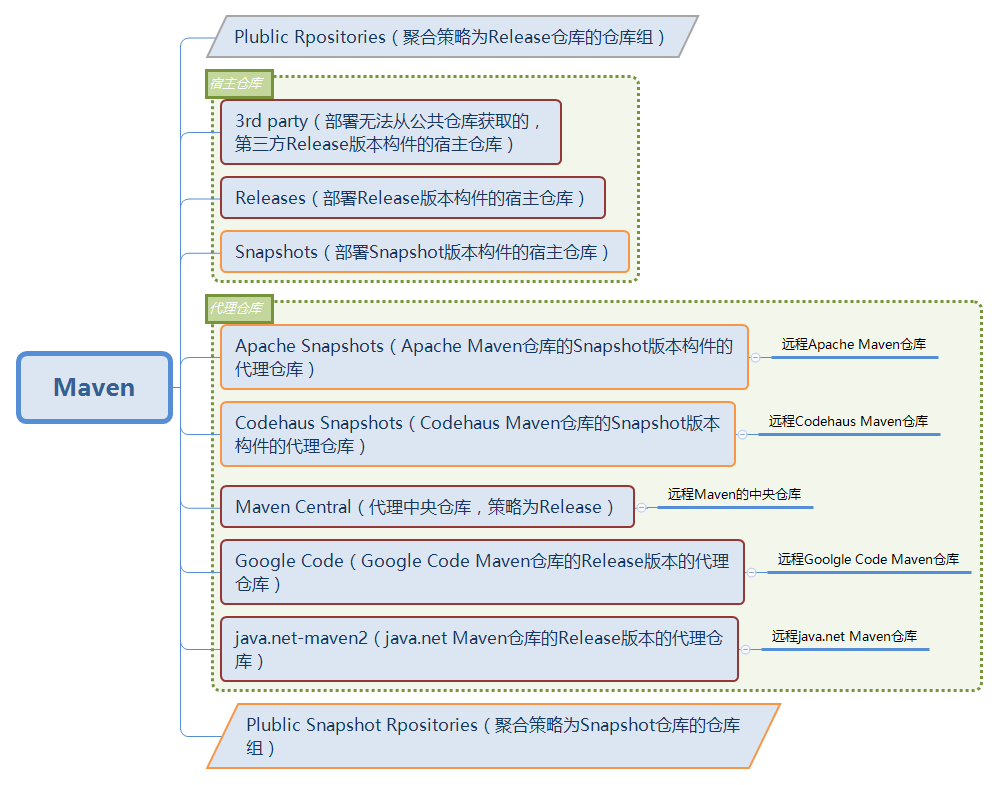 Plublic Rpositories（聚合策略为Release仓库的仓库组）
宿主仓库
3rd party（部署无法从公共仓库获取的，
第三方Release版本构件的宿主仓库）
Releases（部署Release版本构件的宿主仓库）
Snapshots（部署Snapshot版本构件的宿主仓库）
代理仓库
Apache Snapshots（Apache Maven仓库的Snapshot版本构件的
代理仓库）
远程Apache Maven仓库
Maven
Codehaus Snapshots（Codehaus Maven仓库的Snapshot版本
构件的代理仓库）
远程Codehaus Maven仓库
Maven Central（代理中央仓库，策略为Release）
远程Maven的中央仓库
Google Code（Google Code Maven仓库的Release版本的代理
仓库）
远程Goolgle Code Maven仓库
java.net-maven2（java.net Maven仓库的Release版本的代理仓
库）
远程java.net Maven仓库
Plublic Snapshot Rpositories（聚合策略为Snapshot仓库的仓库
组）